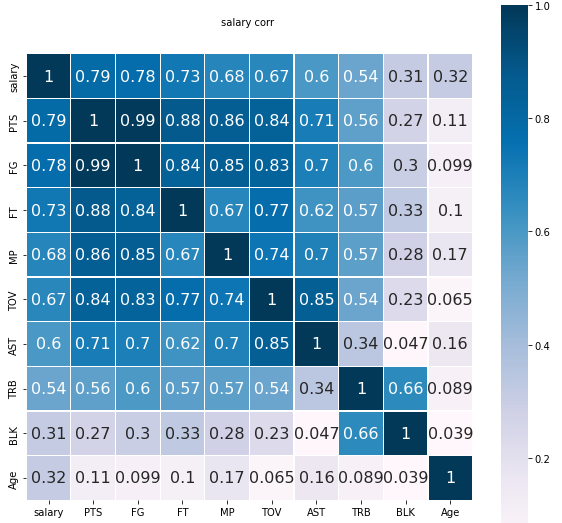 salary corr
salary 1 0.79 0.78 0.73 0.68 0.67 0.6 0.54 0.31 0.32
PTS 0.79 1 0.99 0.88 0.86 0.84 0.71 0.56 0.27 0.11
FG 0.78 0.99 1 0.84 0.85 0.83 0.7 0.6 0.3 0.099
FT 0.73 0.88 0.84 1 0.67 0.77 0.62 0.57 0.33 0.1
MP 0.68 0.86 0.85 0.67 1 0.74 0.7 0.57 0.28 0.17
TOV 0.67 0.84 0.83 0.77 0.74 1 0.85 0.54 0.23 0.065
AST 0.6 0.71 0.7 0.62 0.7 0.85 1 0.34 0.047 0.16
TRB 0.54 0.56 0.6 0.57 0.57 0.54 0.34 1 0.66 0.089
BLK 0.31 0.27 0.3 0.33 0.28 0.23 0.047 0.66 1 0.039
Age 0.32 0.11 0.099 0.1 0.17 0.065 0.16 0.089 0.039 1
salary PTS FG FT MP TOV AST TRB BLK Age
1.0
0.8
0.6
0.4
0.2